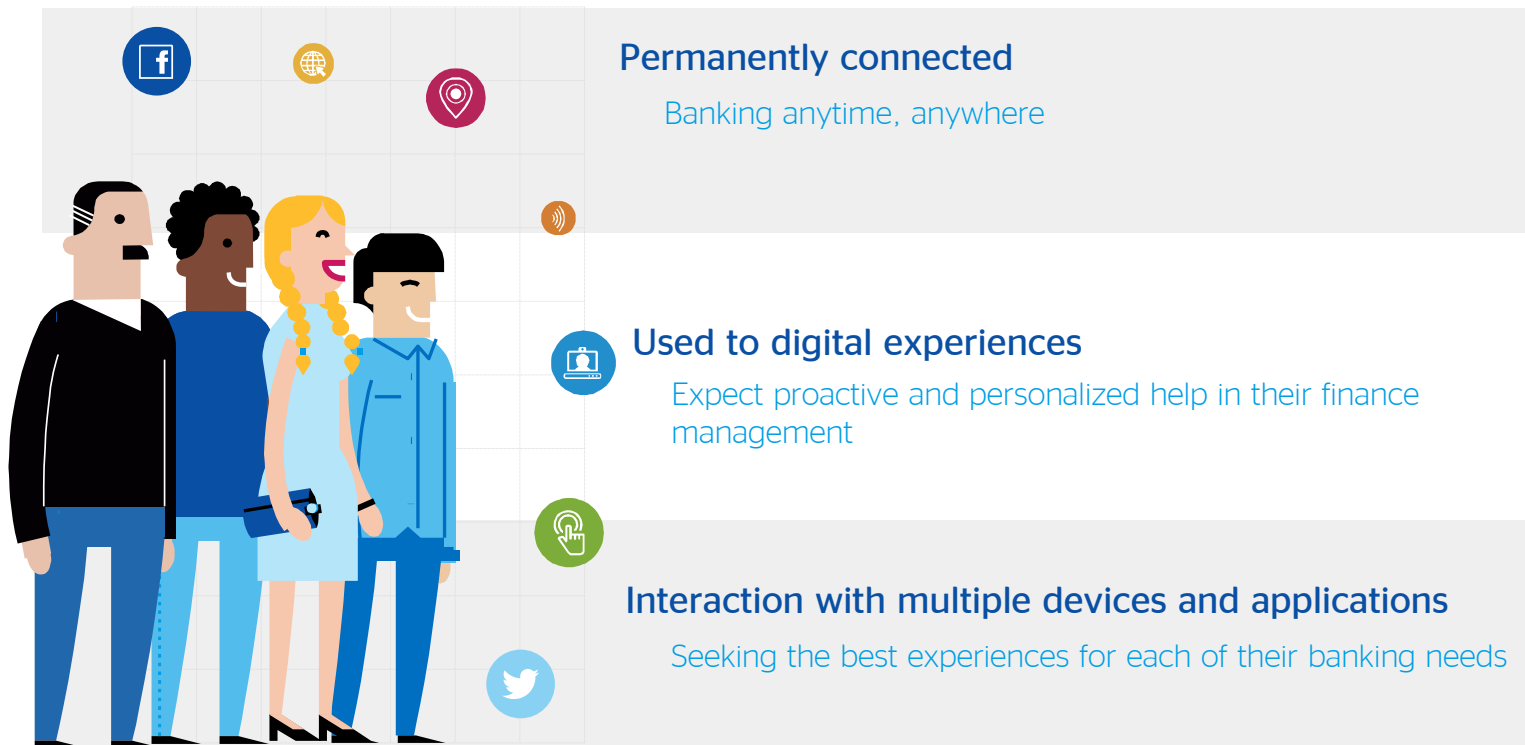 Permanently connected
Banking anytime, anywhere
Used to digital experiences
Expect proactive and personalized help in their finance
management
Interaction with multiple devices and applications
Seeking the best experiences for each of their banking needs